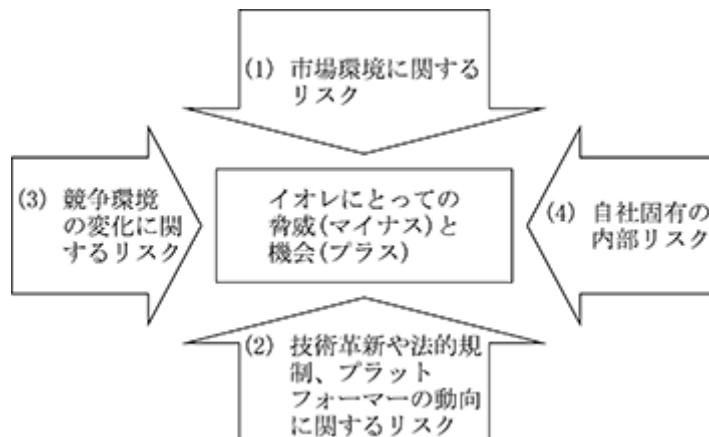 (1) 市場環境に関する
リスク
(3) 競争環境
の変化に関
するリスク
イオレにとっての
脅威(マイナス)と
機会(プラス)
(4) 自社固有の
内部リスク
(2) 技術革新や法的規
制、プラット
フォーマーの動向
に関するリスク